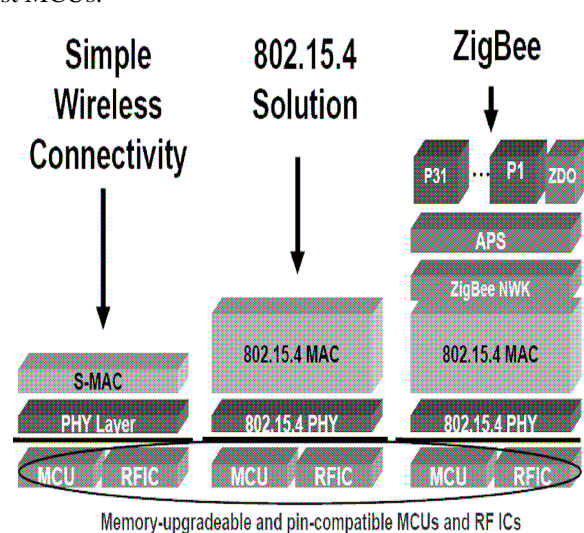 st MCUs.
Simple
Wireless
Connectivity
802.15.4
Solution
ZigBee
P31 ... P1 ZDO
APS
ZigBee NWK
802.15.4 MAC
802.15.4 MAC
S-MAC
PHY Layer
802.15.4 PHY
802.15.4 PHY
MCU RFIC
MCU RFIC
MCU RFIC
Memory-upgradeable and pin-compatible MCUs and RF ICs